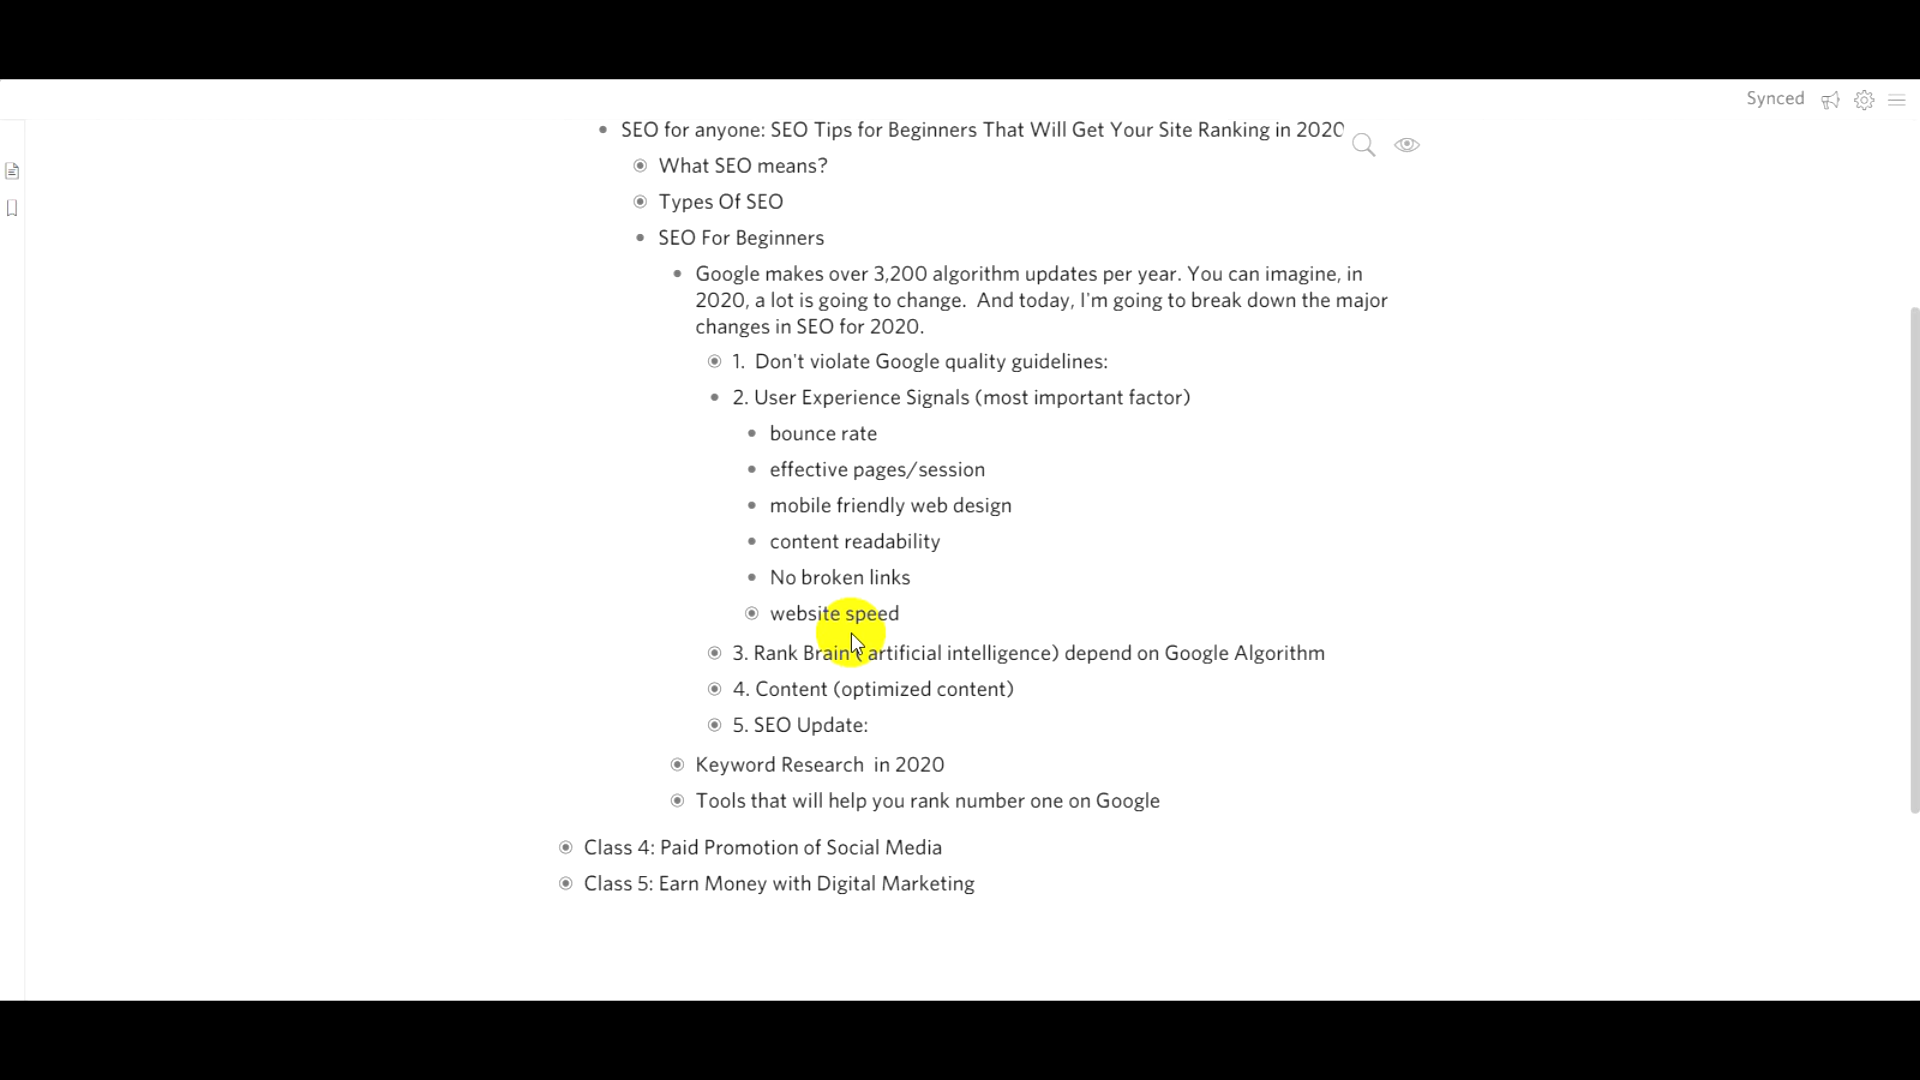 Synced
SEO for anyone: SEO Tips for Beginners That Will Get Your Site Ranking in 2020
What SEO means?
Types Of SEO
SEO For Beginners
Google makes over 3,200 algorithm updates per year. You can imagine, in
2020, a lot is going to change.  And today, I'm going to break down the major
changes in SEO for 2020.
1.  Don't violate Google quality guidelines:
2. User Experience Signals (most important factor)
bounce rate
effective pages/session
mobile friendly web design
content readability
No broken links
website speed
3. Rank Brain ( artificial intelligence) depend on Google Algorithm
4. Content (optimized content)
5. SEO Update:
Keyword Research  in 2020
Tools that will help you rank number one on Google
Class 4: Paid Promotion of Social Media
Class 5: Earn Money with Digital Marketing